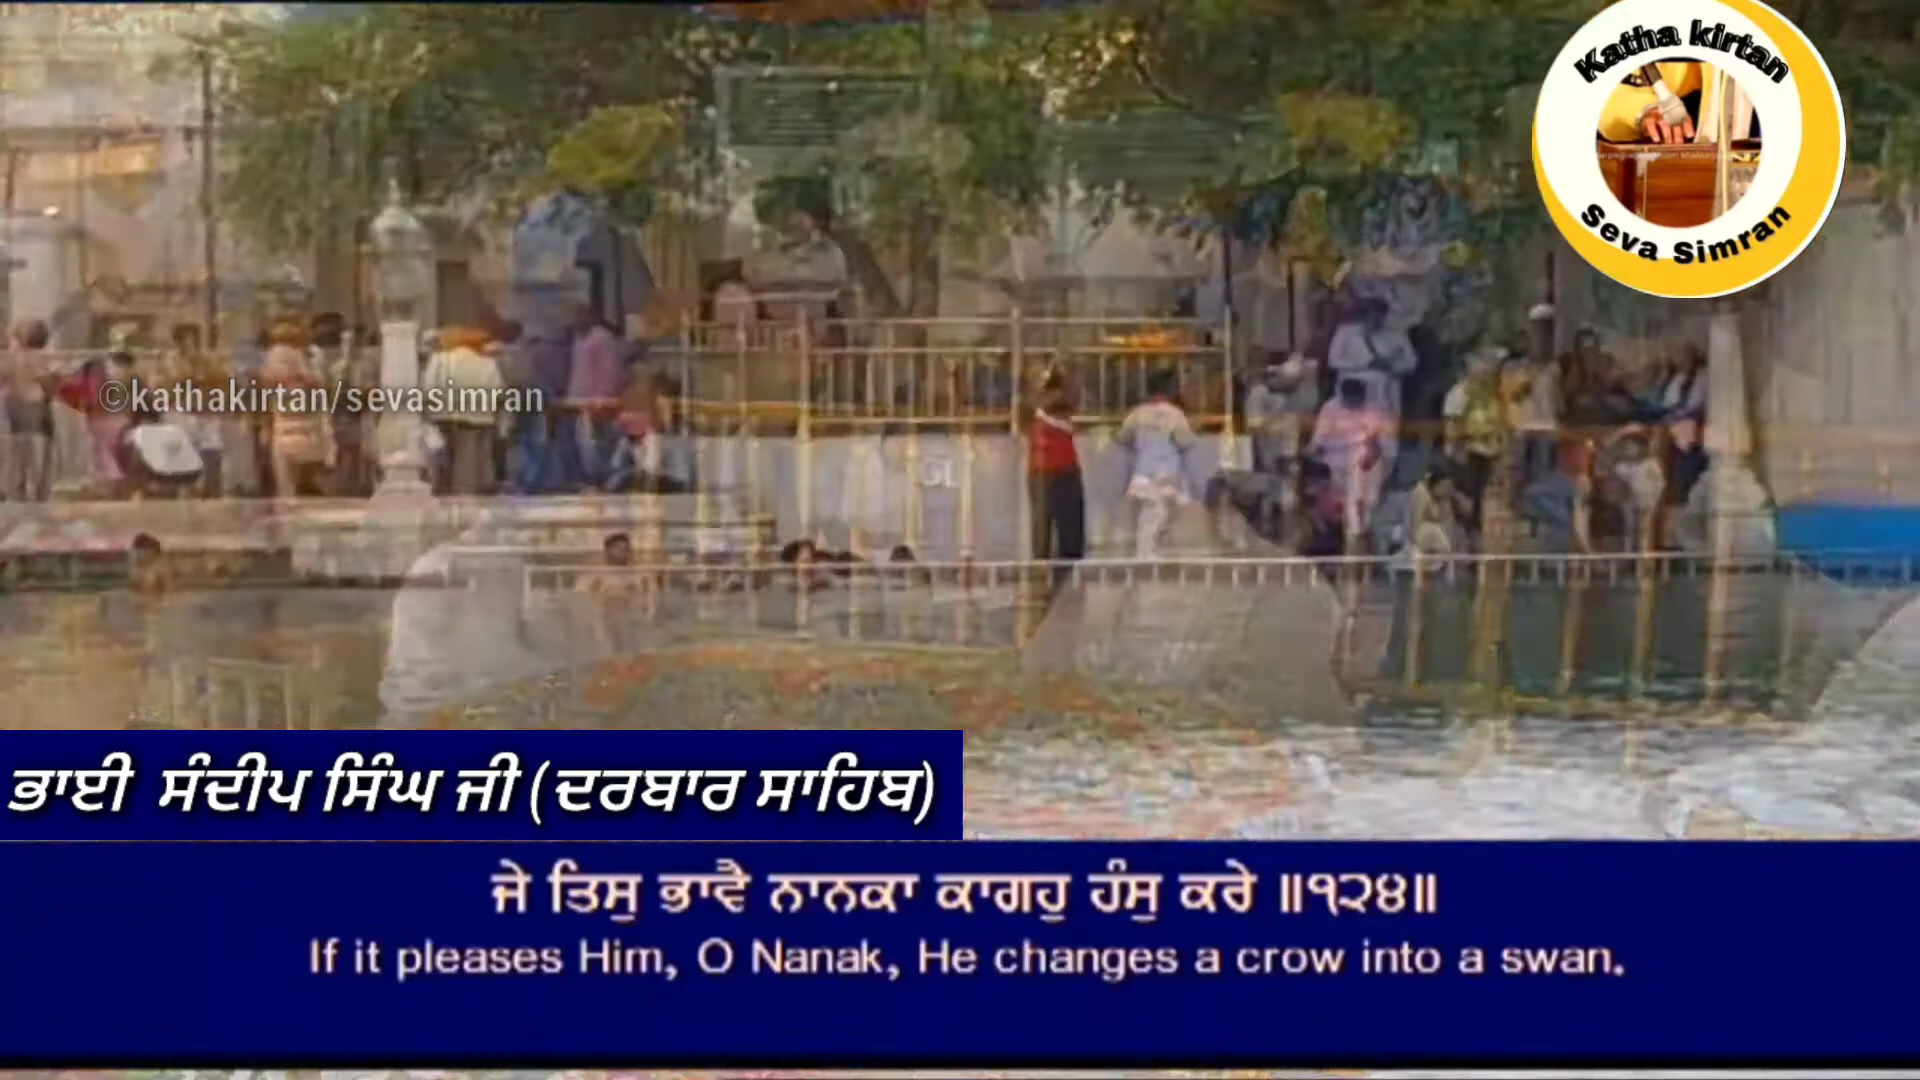 Katha kirtan
Seva Simran
©kathakirtan/sevasimran
ਭਾਈ ਸੰਦੀਪ ਸਿੰਘ ਜੀ (ਦਰਬਾਰ ਸਾਹਿਬ)
ਜੇ ਤਿਸੁ ਭਾਵੈ ਨਾਨਕਾ ਕਾਗਹੁ ਹੰਸੁ ਕਰੇ ॥੧੨੪॥
If it pleases Him, O Nanak, He changes a crow into a swan.